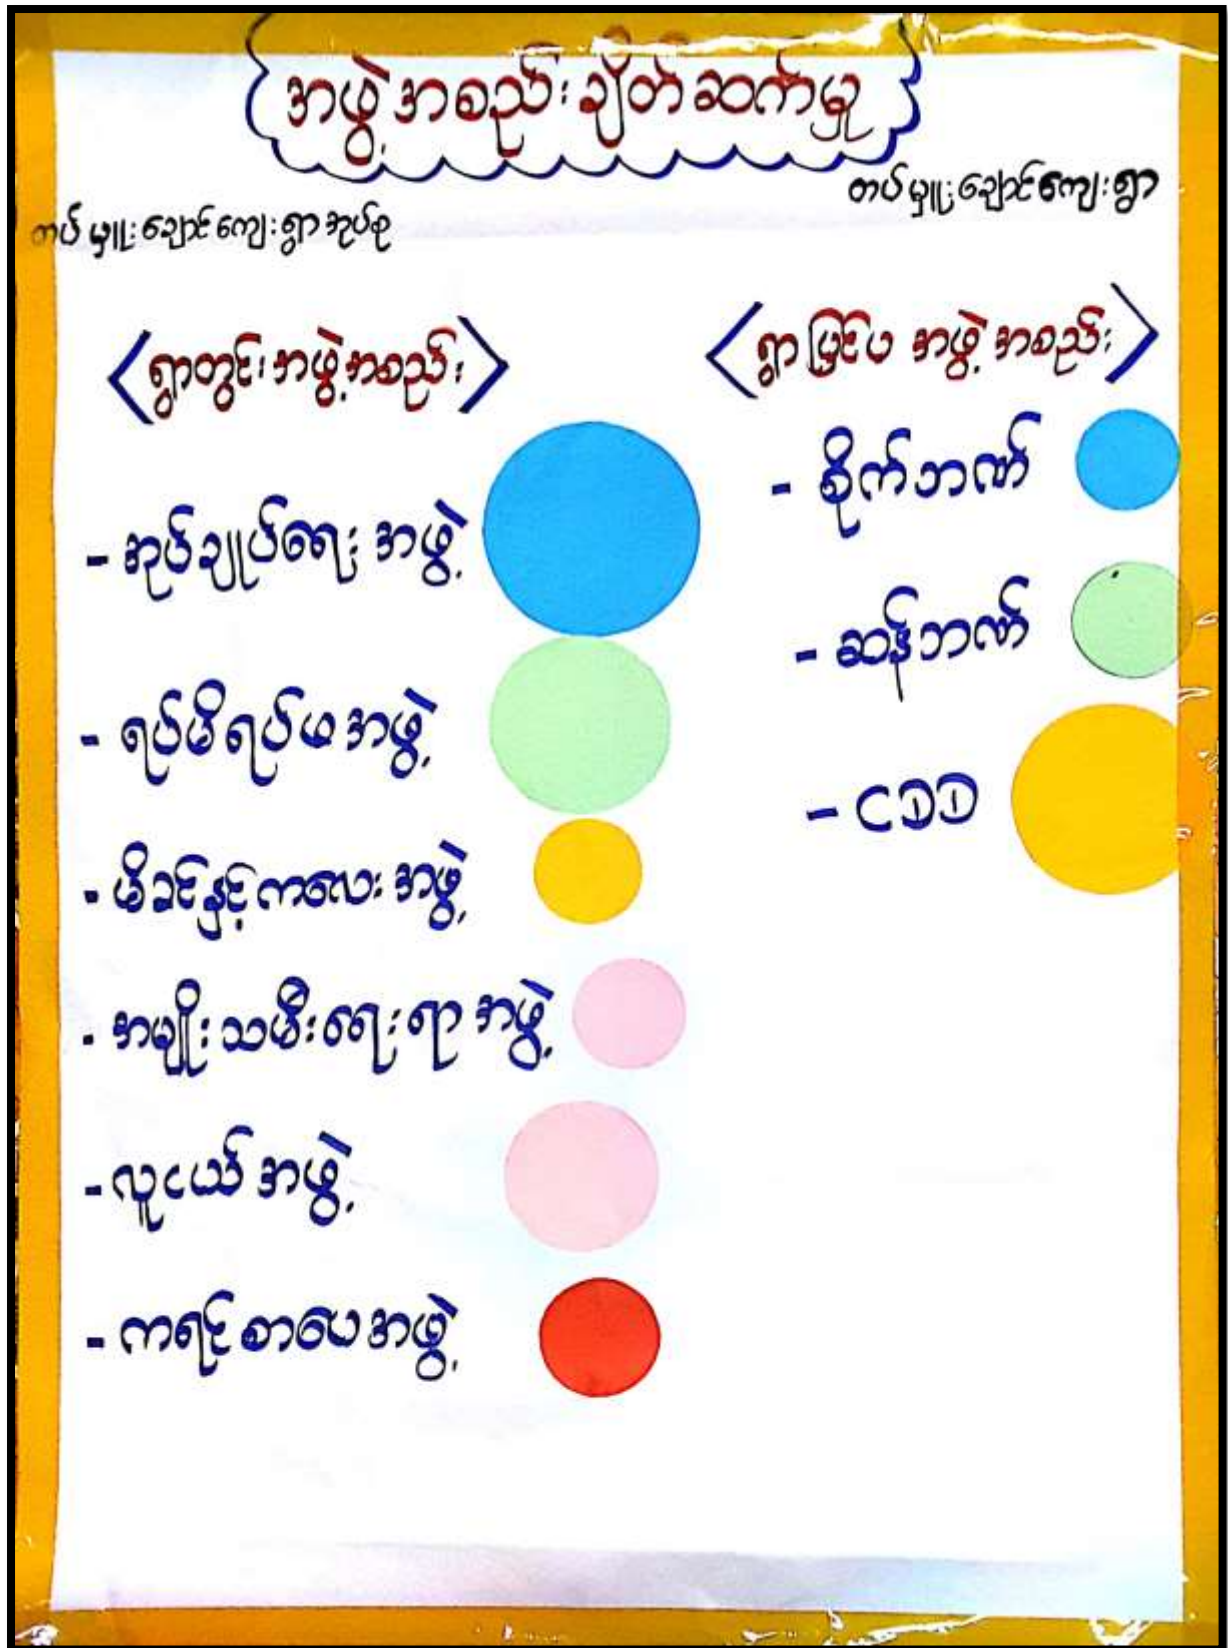 အဖွဲ့အစည်းချိတ်ဆက်မှု
တပ်မှူးချောင်ကျေးရွာအုပ်စု
တပ်မှူးချောင်ကျေးရွာ
<ရွာတွင်းအဖွဲ့အစည်း>
- အုပ်ချုပ်ရေးအဖွဲ့
- ရပ်မိရပ်ဖအဖွဲ့
- မိခင်နှင့်ကလေးအဖွဲ့
- အမျိုးသမီးရေးရာအဖွဲ့
- လူငယ်အဖွဲ့
- ကရင်စာပေအဖွဲ့
<ရွာပြင်ပ အဖွဲ့အစည်း>
- စိုက်ဘဏ်
- ဆန်ဘဏ်
- ငါးဘဏ်